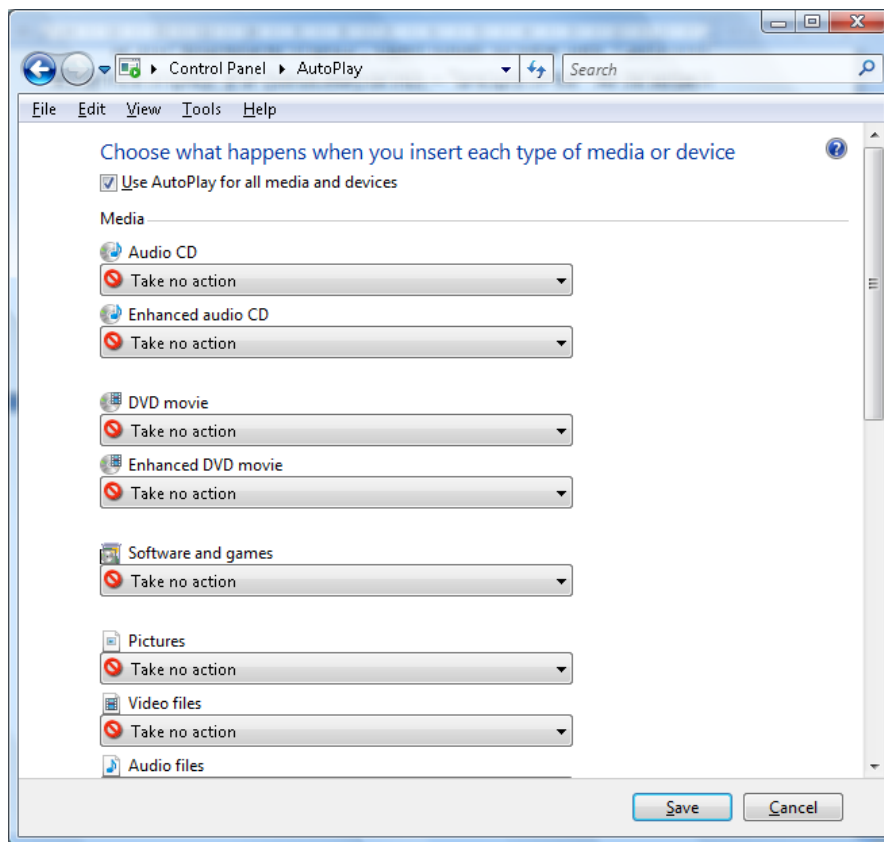 Control Panel AutoPlay Search
File Edit View Tools Help
Choose what happens when you insert each type of media or device
Use AutoPlay for all media and devices
Media
Audio CD
Take no action
Enhanced audio CD
Take no action
DVD movie
Take no action
Enhanced DVD movie
Take no action
Software and games
Take no action
Pictures
Take no action
Video files
Take no action
Audio files
Save Cancel